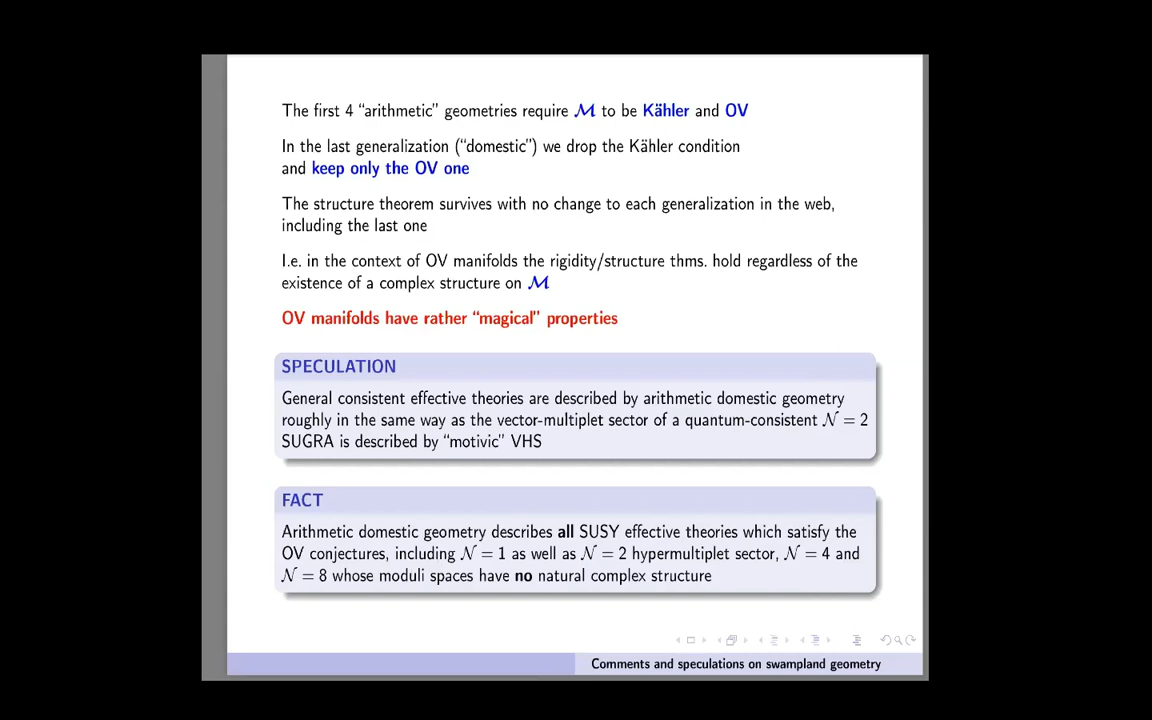 The first 4 “arithmetic” geometries require ℳ to be Kähler and OV
In the last generalization (“domestic”) we drop the Kähler condition
and keep only the OV one
The structure theorem survives with no change to each generalization in the web,
including the last one
I.e. in the context of OV manifolds the rigidity/structure thms. hold regardless of the
existence of a complex structure on ℳ
OV manifolds have rather “magical” properties
SPECULATION
General consistent effective theories are described by arithmetic domestic geometry
roughly in the same way as the vector-multiplet sector of a quantum-consistent 𝒩 = 2
SUGRA is described by “motivic” VHS
FACT
Arithmetic domestic geometry describes all SUSY effective theories which satisfy the
OV conjectures, including 𝒩 = 1 as well as 𝒩 = 2 hypermultiplet sector, 𝒩 = 4 and
𝒩 = 8 whose moduli spaces have no natural complex structure
Comments and speculations on swampland geometry